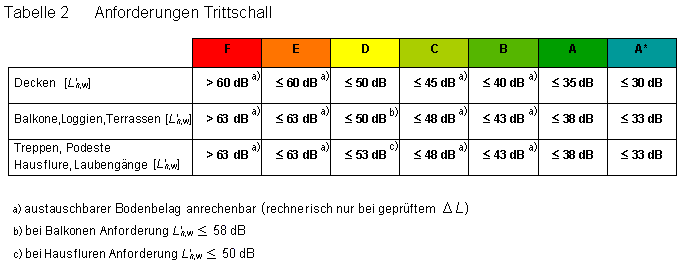 Tabelle 2 Anforderungen Trittschall
F E D C B A A*
Decken [L'n,w] > 60 dB a) ≤ 60 dB a) ≤ 50 dB ≤ 45 dB a) ≤ 40 dB a) ≤ 35 dB ≤ 30 dB
Balkone,Loggien,Terrassen [L'n,w] > 63 dB a) ≤ 63 dB a) ≤ 50 dB b) ≤ 48 dB a) ≤ 43 dB a) ≤ 38 dB ≤ 33 dB
Treppen, Podeste
Hausflure, Laubengänge [L'n,w] > 63 dB a) ≤ 63 dB a) ≤ 53 dB c) ≤ 48 dB a) ≤ 43 dB a) ≤ 38 dB ≤ 33 dB
a) austauschbarer Bodenbelag anrechenbar (rechnerisch nur bei geprüftem ΔL)
b) bei Balkonen Anforderung L'n,w ≤ 58 dB
c) bei Hausfluren Anforderung L'n,w ≤ 50 dB